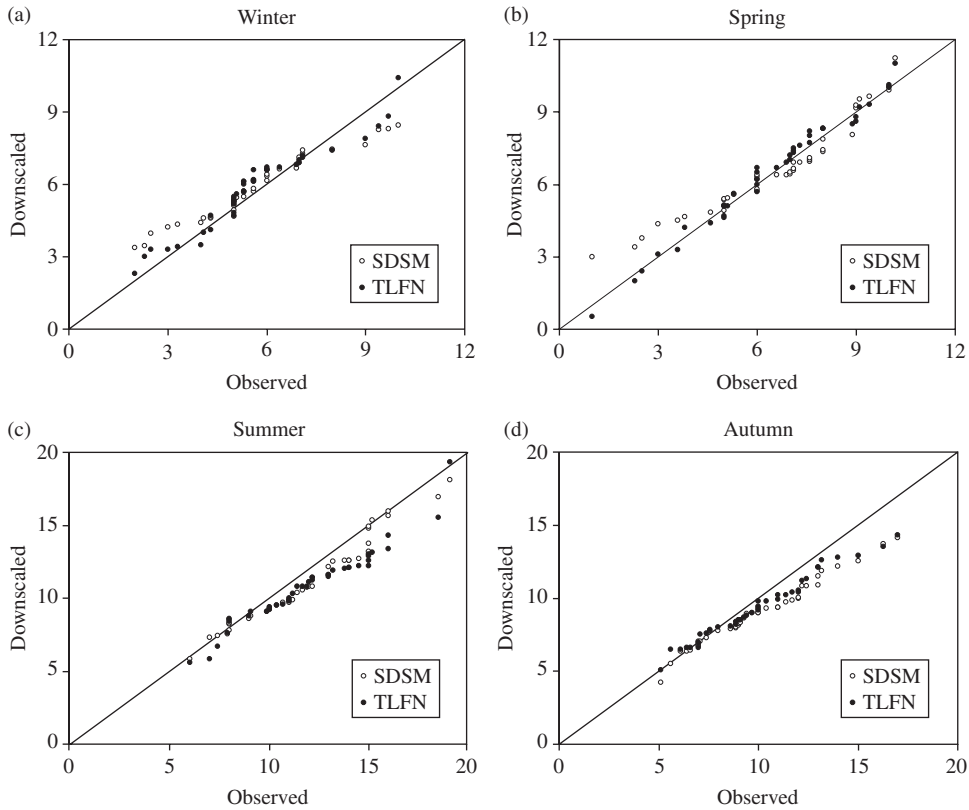 (a)
Winter
12
9
6
3
0
Downscaled
SDSM
TLFN
0 3 6 9 12
Observed
(b)
Spring
12
9
6
3
0
Downscaled
SDSM
TLFN
0 3 6 9 12
Observed
(c)
Summer
20
15
10
5
0
Downscaled
SDSM
TLFN
0 5 10 15 20
Observed
(d)
Autumn
20
15
10
5
0
Downscaled
SDSM
TLFN
0 5 10 15 20
Observed